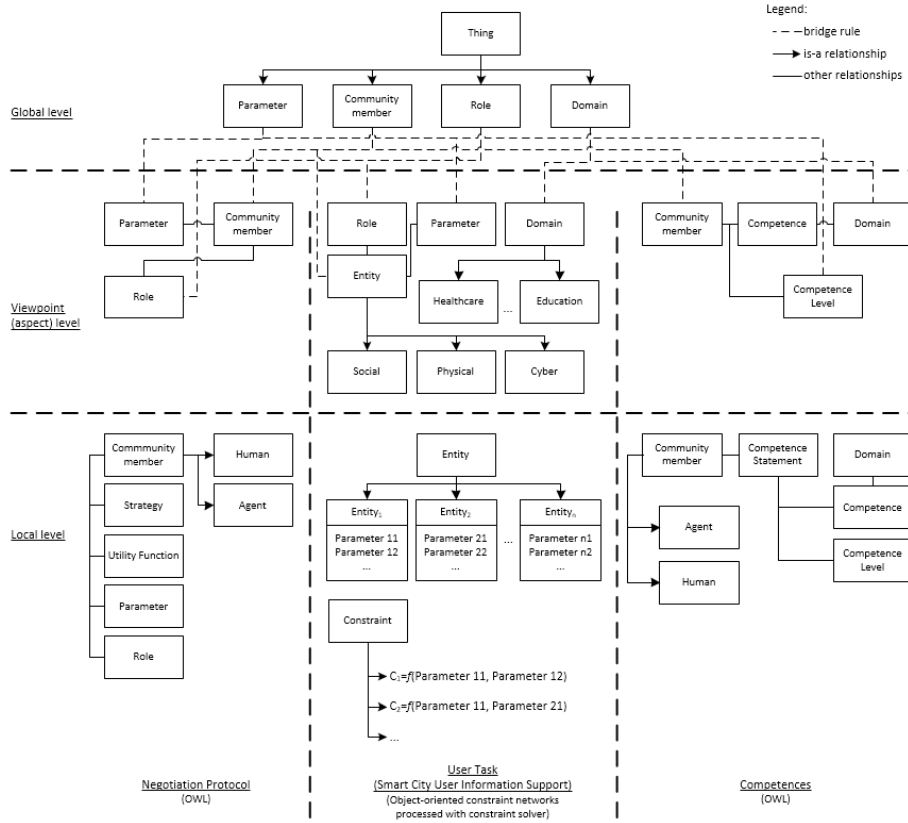 Legend:
bridge rule
is-a relationship
other relationships
Thing
Global level
Parameter
Community
member
Role
Domain
Viewpoint
(aspect) level
Parameter
Community
member
Role
Role
Parameter
Domain
Entity
Healthcare
...
Education
Social
Physical
Cyber
Community
member
Competence
Domain
Competence
Level
Local level
Commmunity
member
Human
Agent
Strategy
Utility Function
Parameter
Role
Entity
Entity₁
Parameter 11
Parameter 12
...
Entity₂
Parameter 21
Parameter 22
...
...
Entityₙ
Parameter n1
Parameter n2
...
Constraint
C₁=f(Parameter 11, Parameter 12)
C₂=f(Parameter 11, Parameter 21)
...
Community
member
Competence
Statement
Domain
Agent
Human
Competence
Competence
Level
Negotiation Protocol
(OWL)
User Task
(Smart City User Information Support)
(Object-oriented constraint networks
processed with constraint solver)
Competences
(OWL)